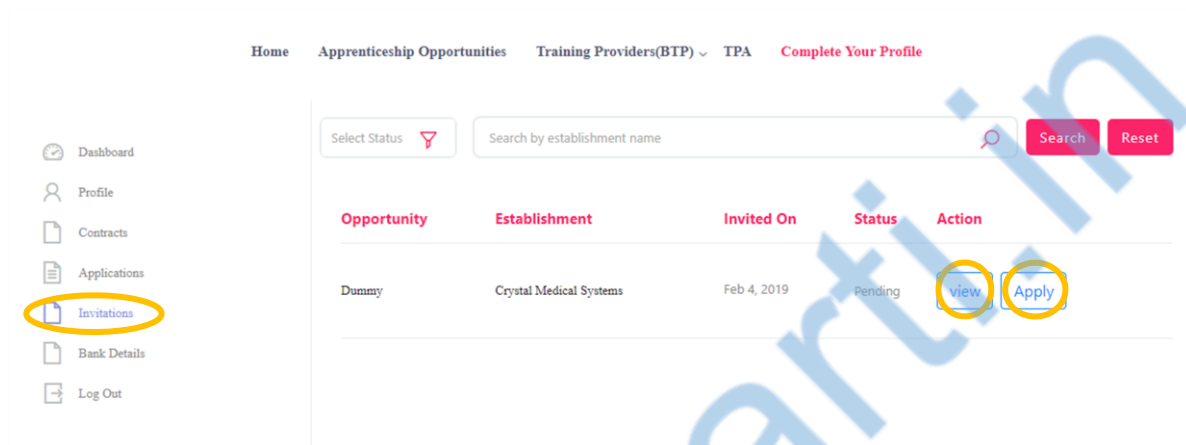 Home Apprenticeship Opportunities Training Providers(BTP) TPA Complete Your Profile
Select Status Search by establishment name Search Reset
Dashboard
Profile
Contracts
Applications
Invitations
Bank Details
Log Out
Opportunity Establishment Invited On Status Action
Dummy Crystal Medical Systems Feb 4, 2019 Pending view Apply
arti.in